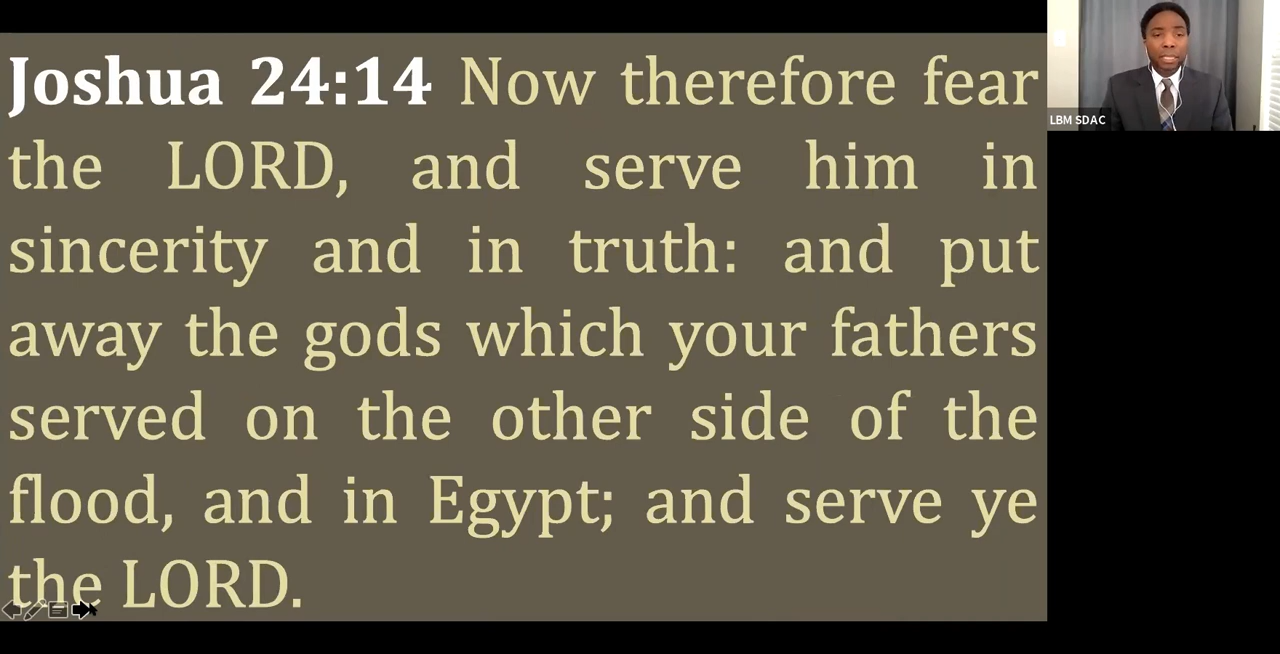 Joshua 24:14 Now therefore fear
the LORD, and serve him in
sincerity and in truth: and put
away the gods which your fathers
served on the other side of the
flood, and in Egypt; and serve ye
the LORD.
LBM SDAC